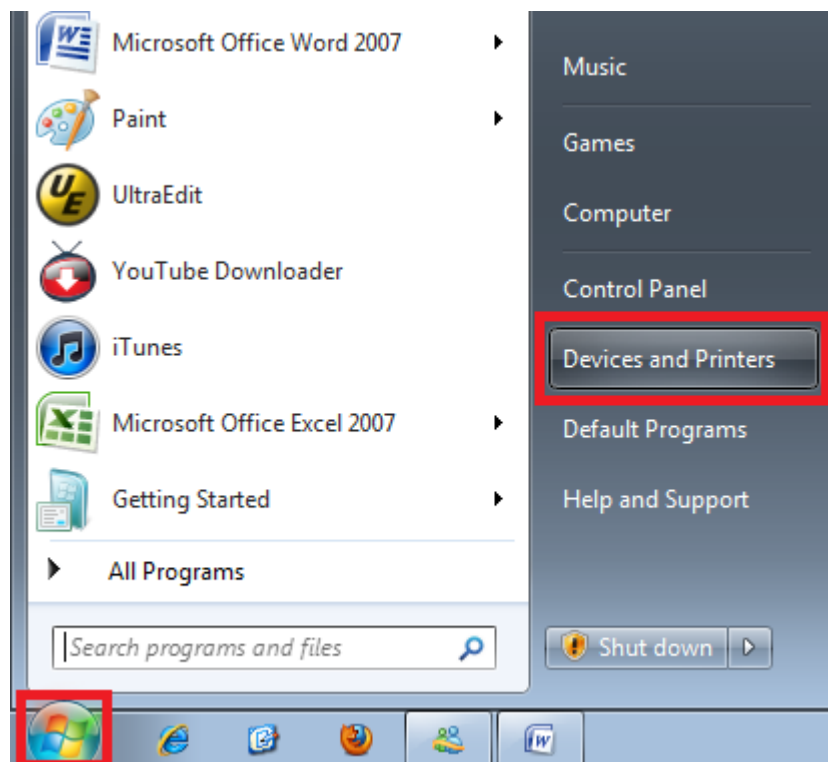 Microsoft Office Word 2007
Paint
UltraEdit
YouTube Downloader
iTunes
Microsoft Office Excel 2007
Getting Started
All Programs
Search programs and files
Music
Games
Computer
Control Panel
Devices and Printers
Default Programs
Help and Support
Shut down